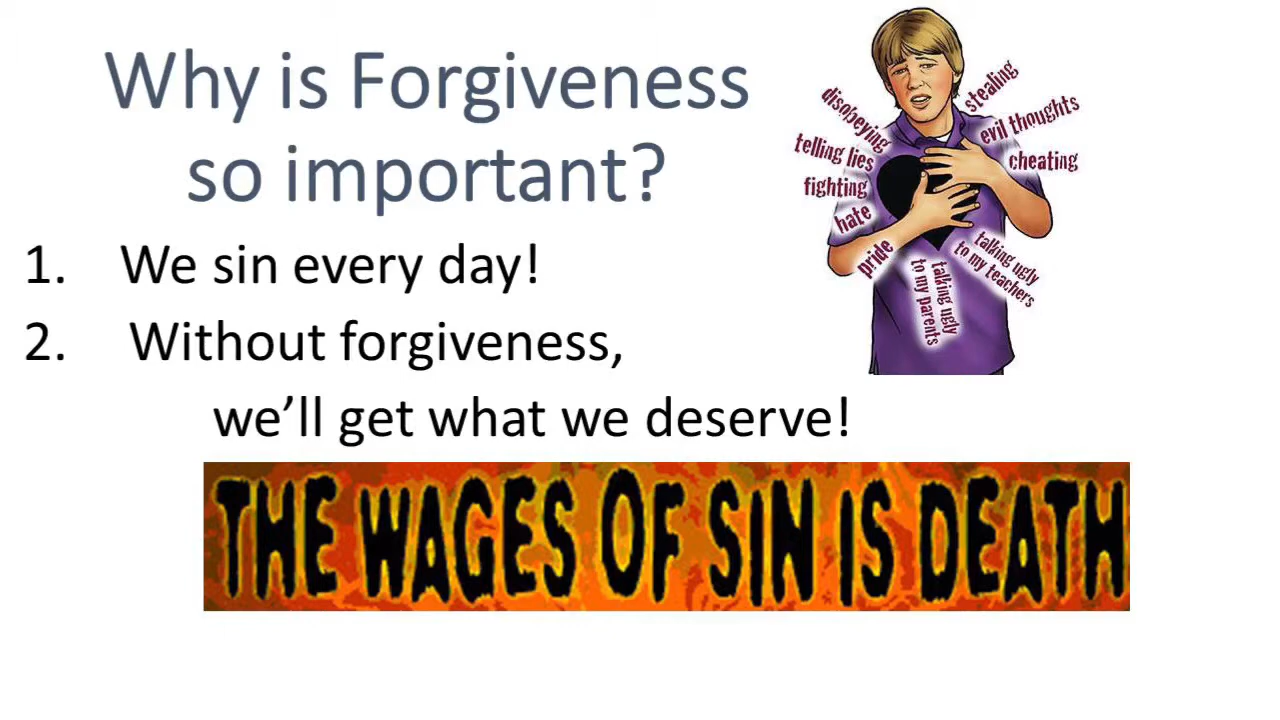 Why is Forgiveness
so important?
1. We sin every day!
2. Without forgiveness,
we’ll get what we deserve!
stealing
disobeying
evil thoughts
telling lies
cheating
fighting
hate
pride
talking ugly
to my parents
talking ugly
to my teachers
THE WAGES OF SIN IS DEATH